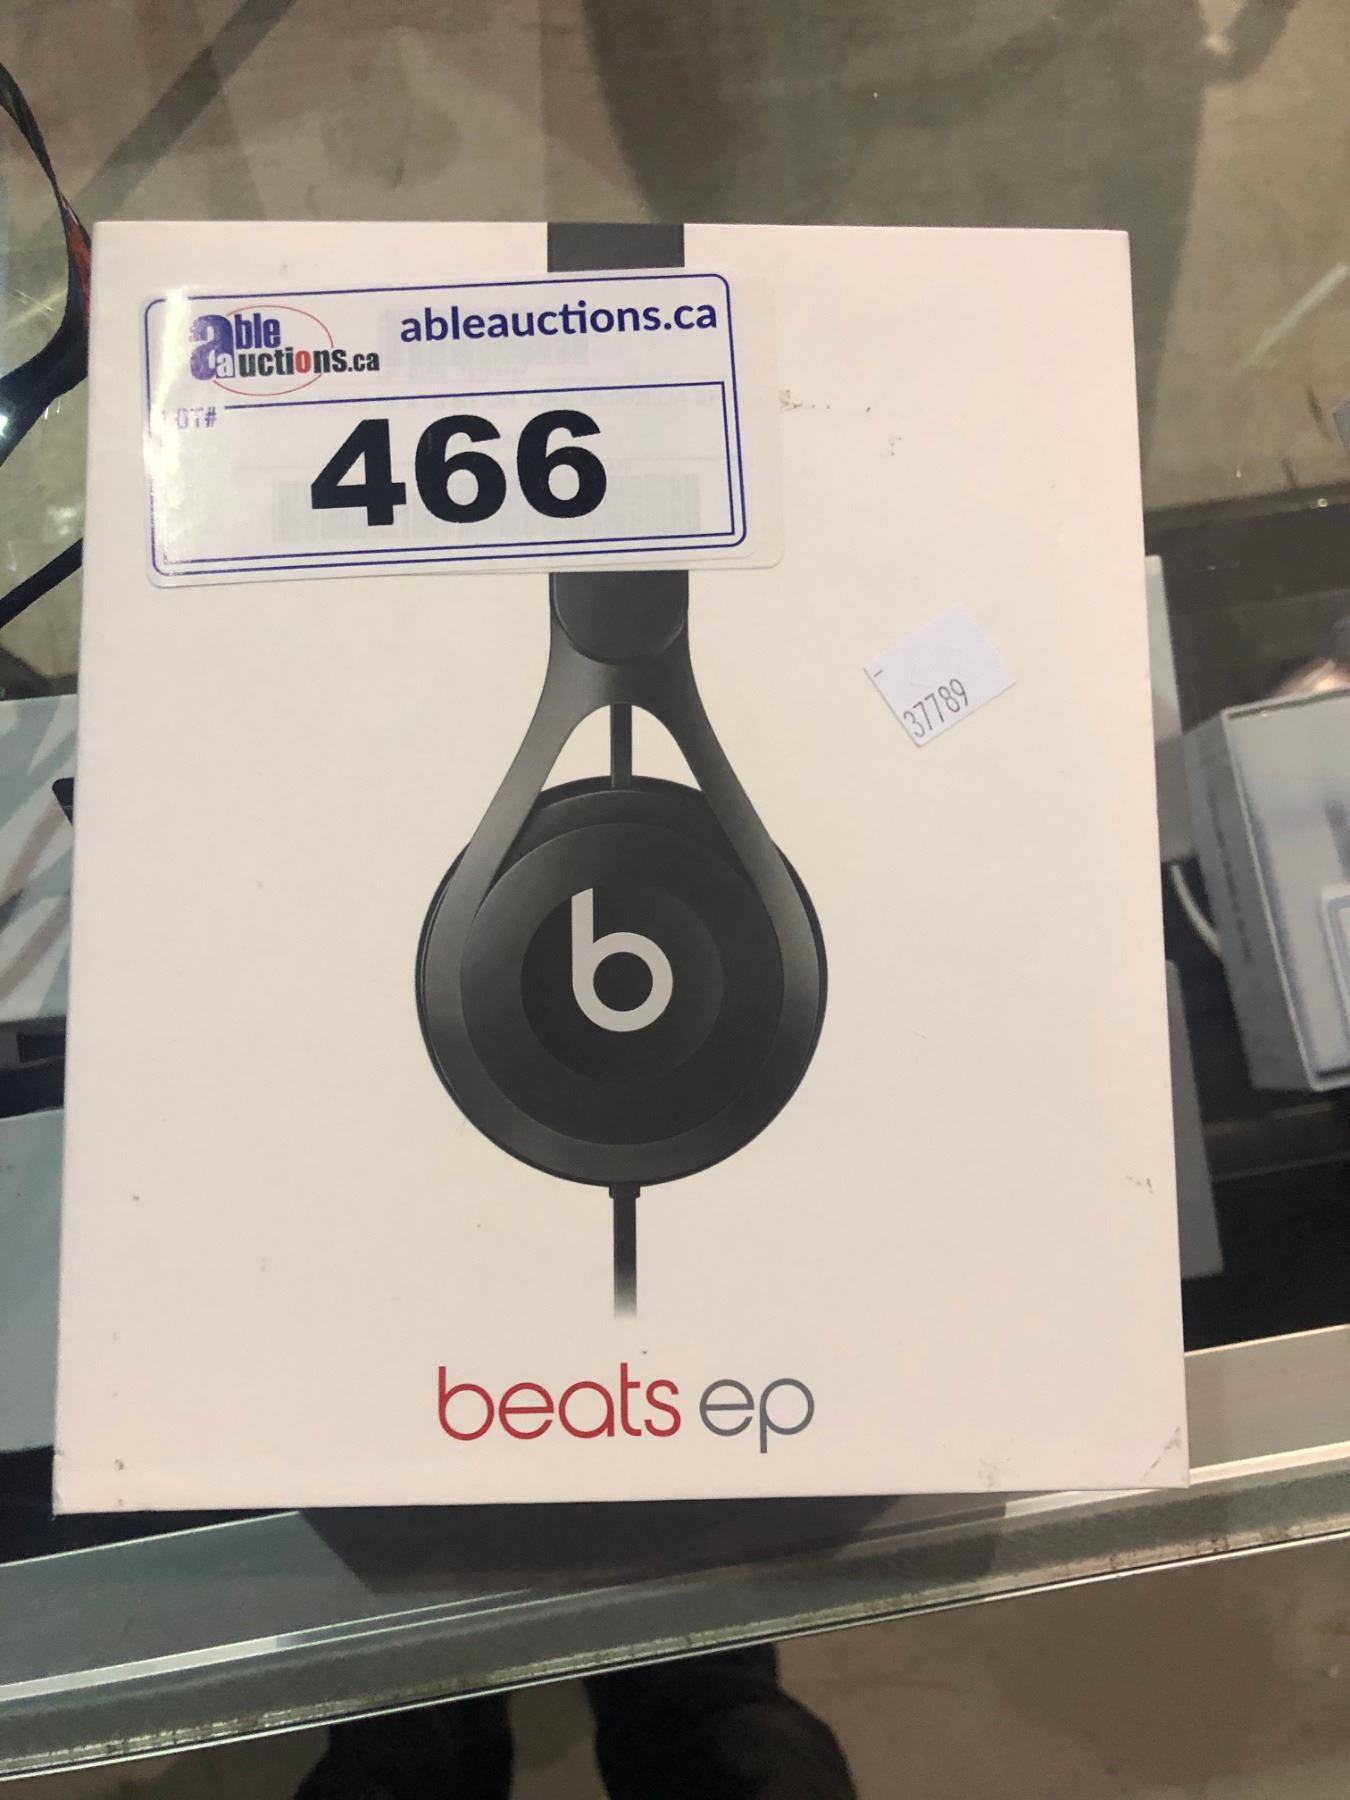 able auctions.ca
ableauctions.ca
LOT#
466
37789
b
beats ep